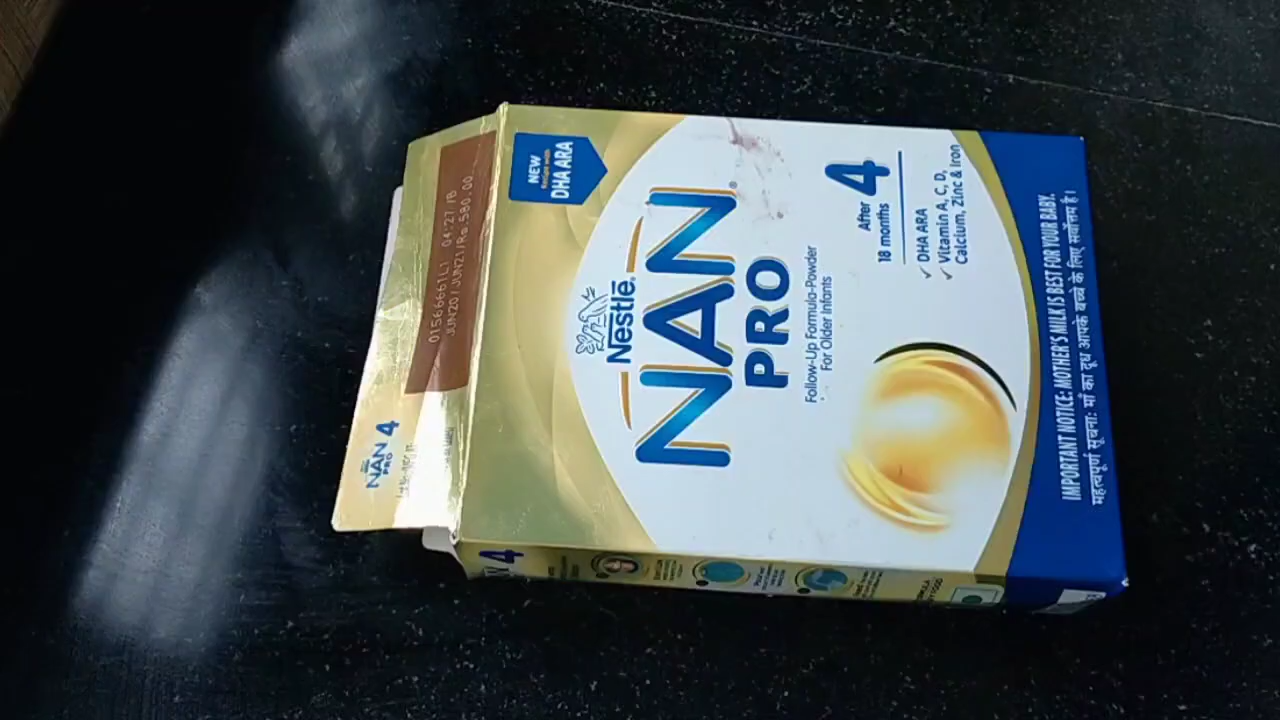 01566661L1 04:27/B
JUN20/JUN21/Rs.580.00
NAN 4
PRO
NEW
DHA ARA
Nestlé.
NAN®
PRO
Follow-Up Formula-Powder
For Older Infants
After
18 months
4
✓ DHA ARA
✓ Vitamin A, C, D,
Calcium, Zinc & Iron
IMPORTANT NOTICE: MOTHER'S MILK IS BEST FOR YOUR BABY.
महत्वपूर्ण सूचना: माँ का दूध आपके बच्चे के लिए सर्वोत्तम है।
4